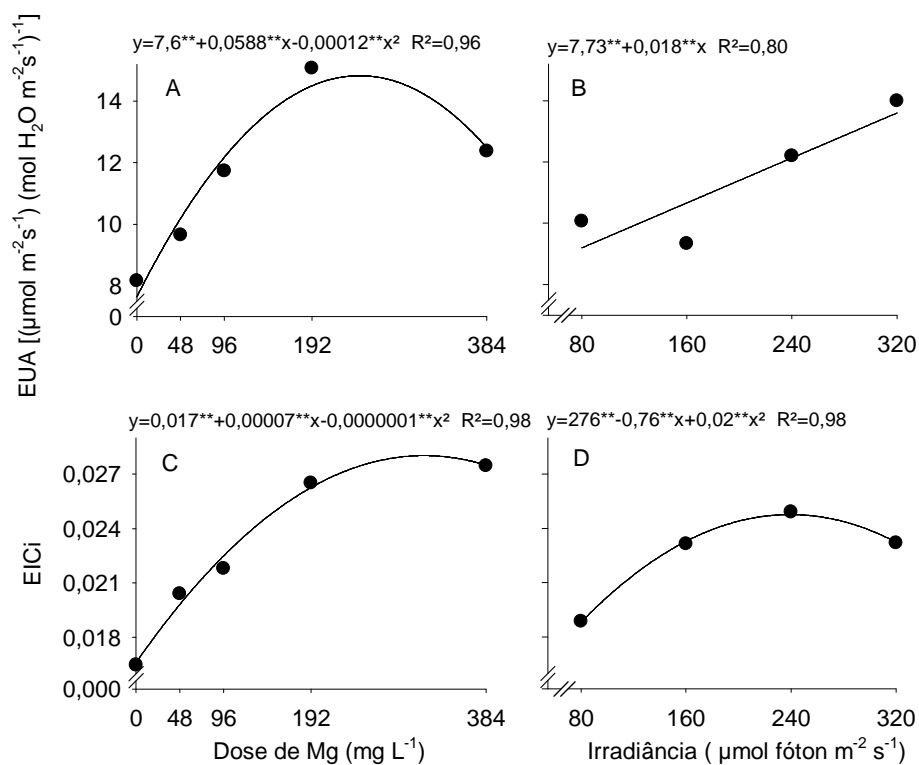 y=7,6**+0,0588**x-0,00012**x² R²=0,96
y=7,73**+0,018**x R²=0,80
EUA [(µmol m⁻²s⁻¹) (mol H₂O m⁻²s⁻¹)⁻¹]
A
14
12
10
8
0
0 48 96 192 384
B
80 160 240 320
y=0,017**+0,00007**x-0,0000001**x² R²=0,98
y=276**-0,76**x+0,02**x² R²=0,98
EICi
C
0,027
0,024
0,021
0,018
0,000
0 48 96 192 384
Dose de Mg (mg L⁻¹)
D
80 160 240 320
Irradiância ( µmol fóton m⁻² s⁻¹)